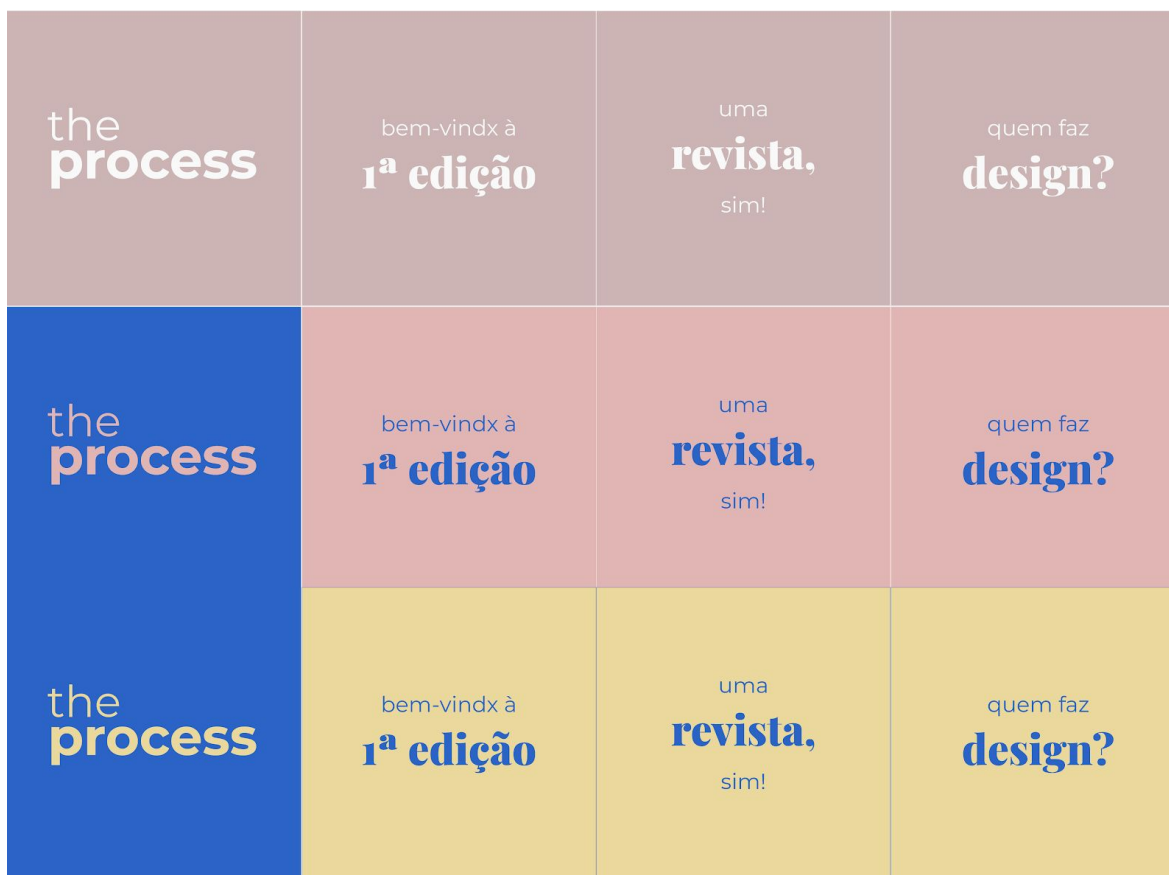 the
process
bem-vindx à
1ª edição
uma
revista,
sim!
quem faz
design?
the
process
bem-vindx à
1ª edição
uma
revista,
sim!
quem faz
design?
the
process
bem-vindx à
1ª edição
uma
revista,
sim!
quem faz
design?